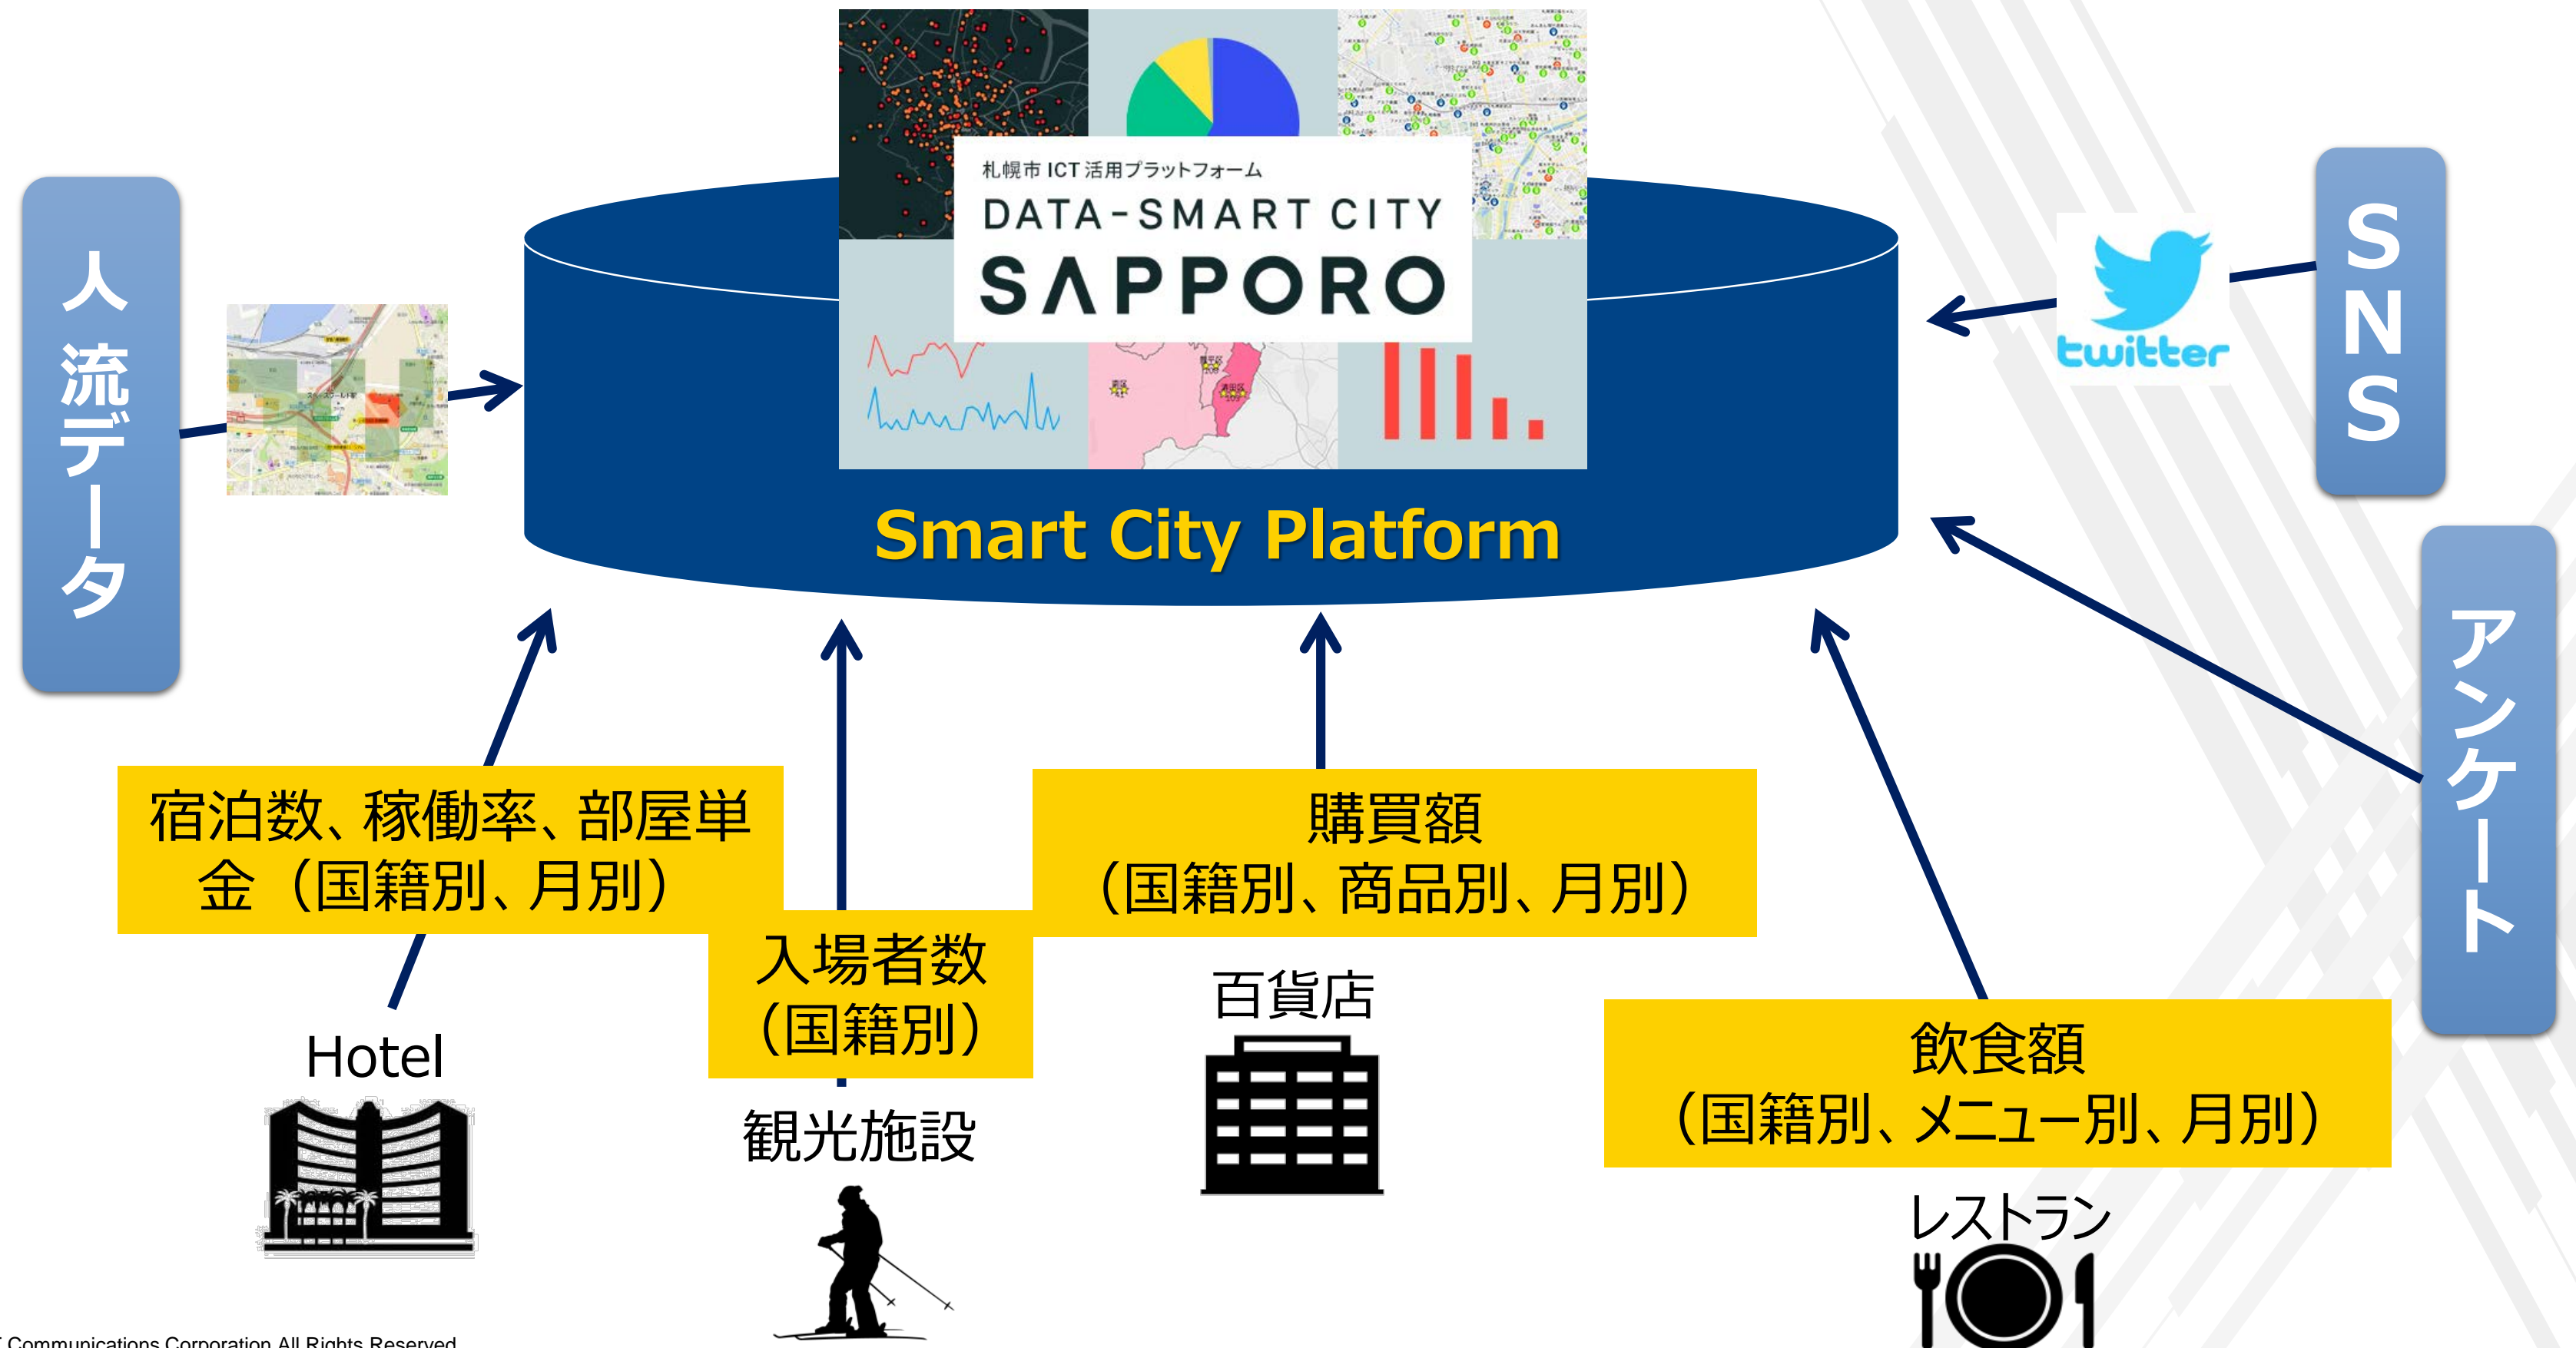 札幌市 ICT 活用プラットフォーム
DATA-SMART CITY
SAPPORO
Smart City Platform
人流データ
twitter
SNS
アンケート
宿泊数、稼働率、部屋単
金（国籍別、月別）
Hotel
入場者数
（国籍別）
観光施設
購買額
（国籍別、商品別、月別）
百貨店
飲食額
（国籍別、メニュー別、月別）
レストラン
Communications Corporation All Rights Reserved